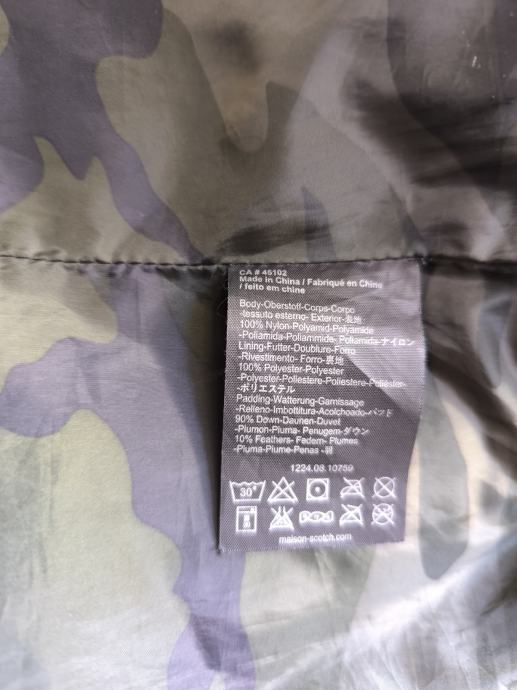 CA # 45102
Made in China / Fabriqué en Chine
/ feito em chine
Body-Oberstoff-Corps-Corpo
-tessuto esterno- Exterior-表地
100% Nylon-Polyamid-Polyamide
-Poliamida-Poliammide- Poliamida-ナイロン
Lining-Futter-Doublure-Forro
-Rivestimento- Forro-裏地
100% Polyester-Polyester
-Polyester-Poliestere-Poliestere-Poliéster-
-ポリエステル
Padding-Watterung-Garnissage
-Relleno-Imbottitura-Acolchoado-パッド
90% Down-Daunen-Duvet
-Plumon-Piuma- Penugem-ダウン
10% Feathers- Federn- Plumes
-Pluma-Piume-Penas -羽
1224.08.10759
30°
maison-scotch.com